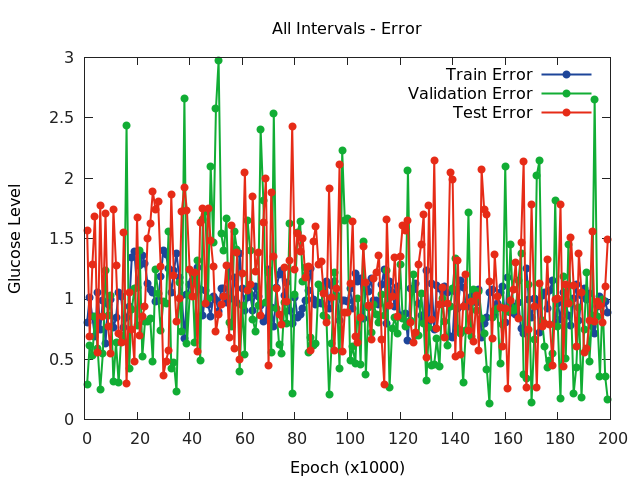 All Intervals - Error
Train Error
Validation Error
Test Error
3
2.5
2
1.5
1
0.5
0
Glucose Level
0 20 40 60 80 100 120 140 160 180 200
Epoch (x1000)